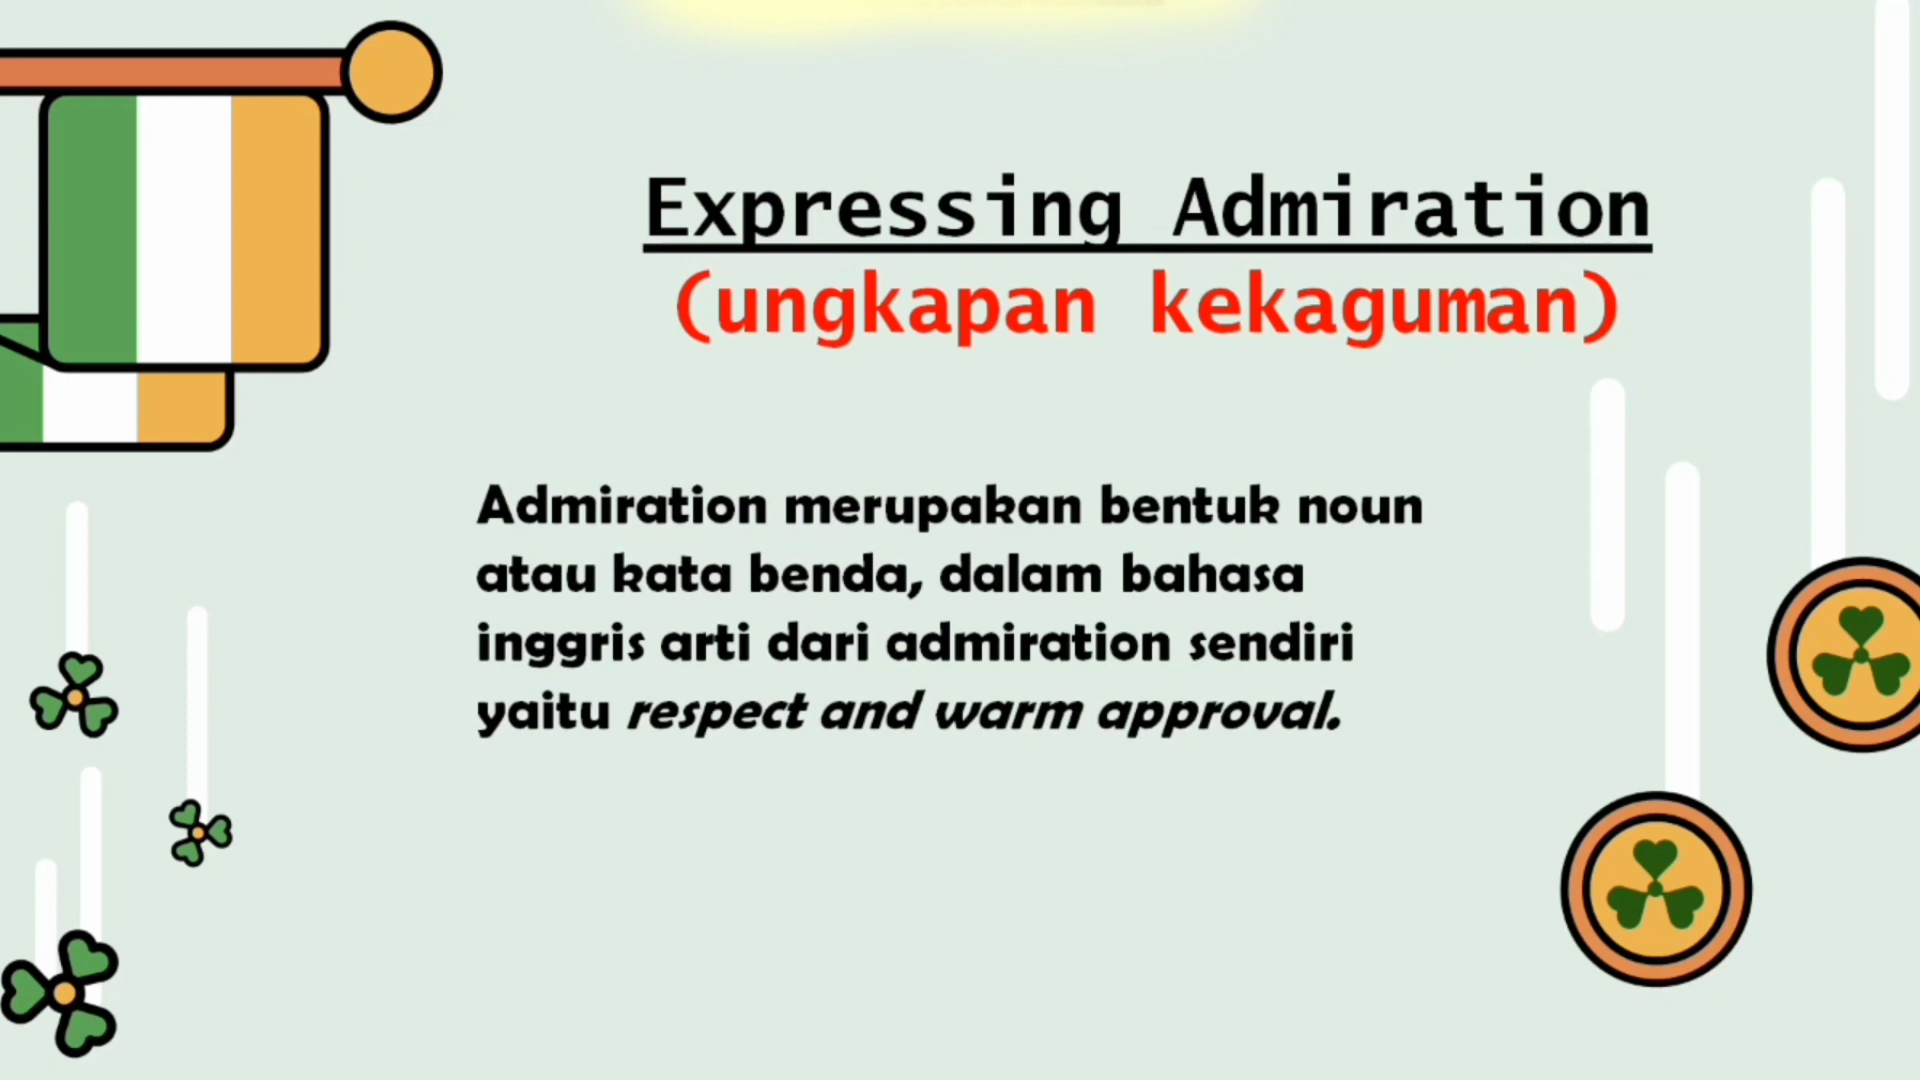 Expressing Admiration
(ungkapan kekaguman)
Admiration merupakan bentuk noun
atau kata benda, dalam bahasa
inggris arti dari admiration sendiri
yaitu respect and warm approval.